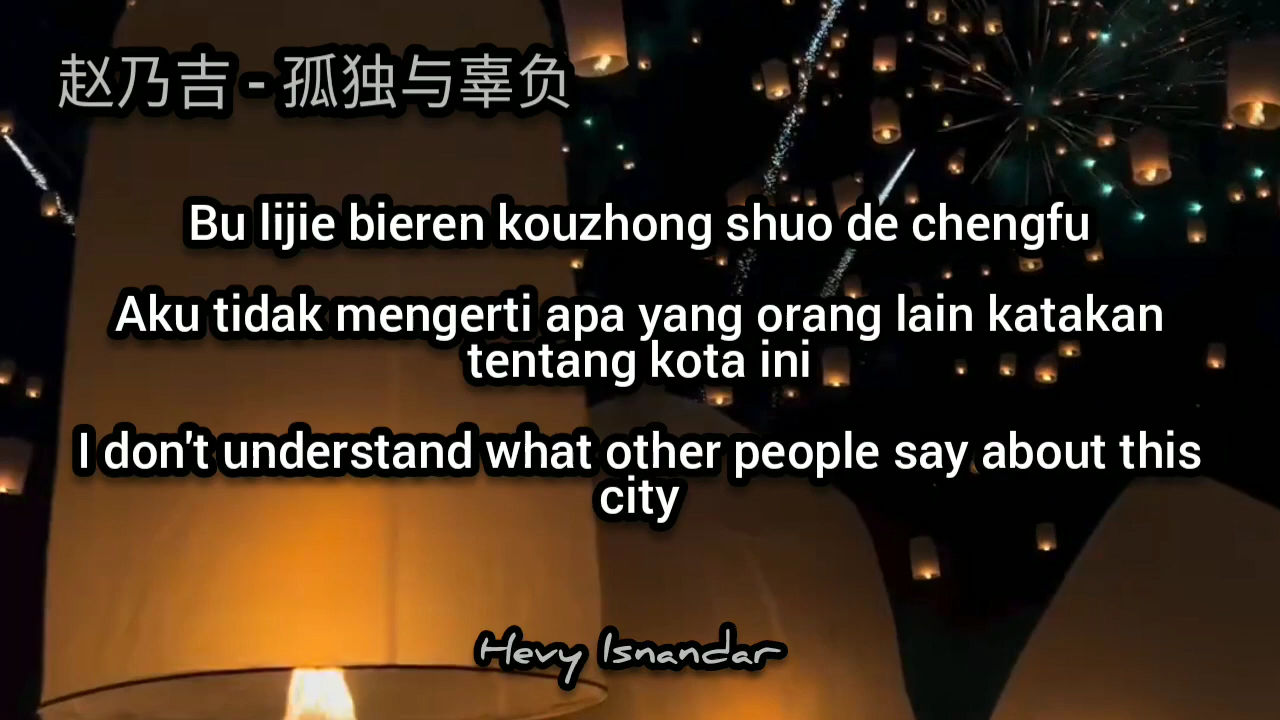 赵乃吉 - 孤独与辜负
Bu lijie bieren kouzhong shuo de chengfu
Aku tidak mengerti apa yang orang lain katakan
tentang kota ini
I don't understand what other people say about this
city
Hevy Isnandar